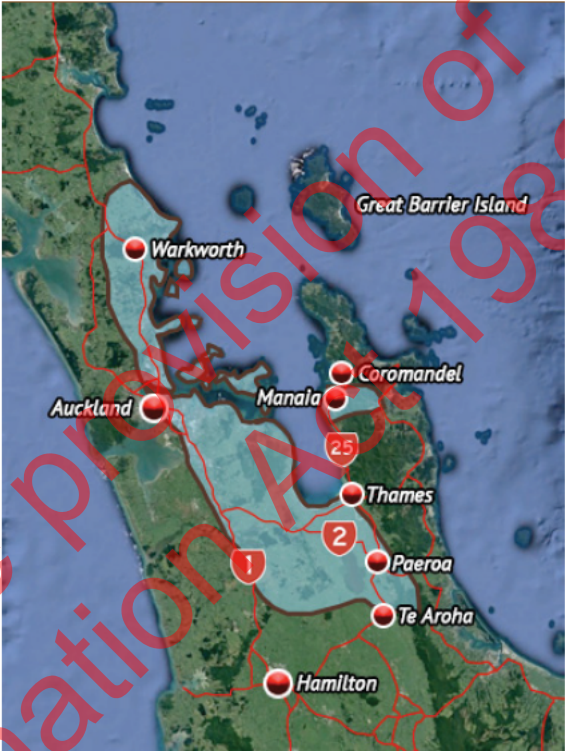 Great Barrier Island
Warkworth
Coromandel
Manaia
Auckland
25
Thames
2
Paeroa
1
Te Aroha
Hamilton
provision of
Act 198